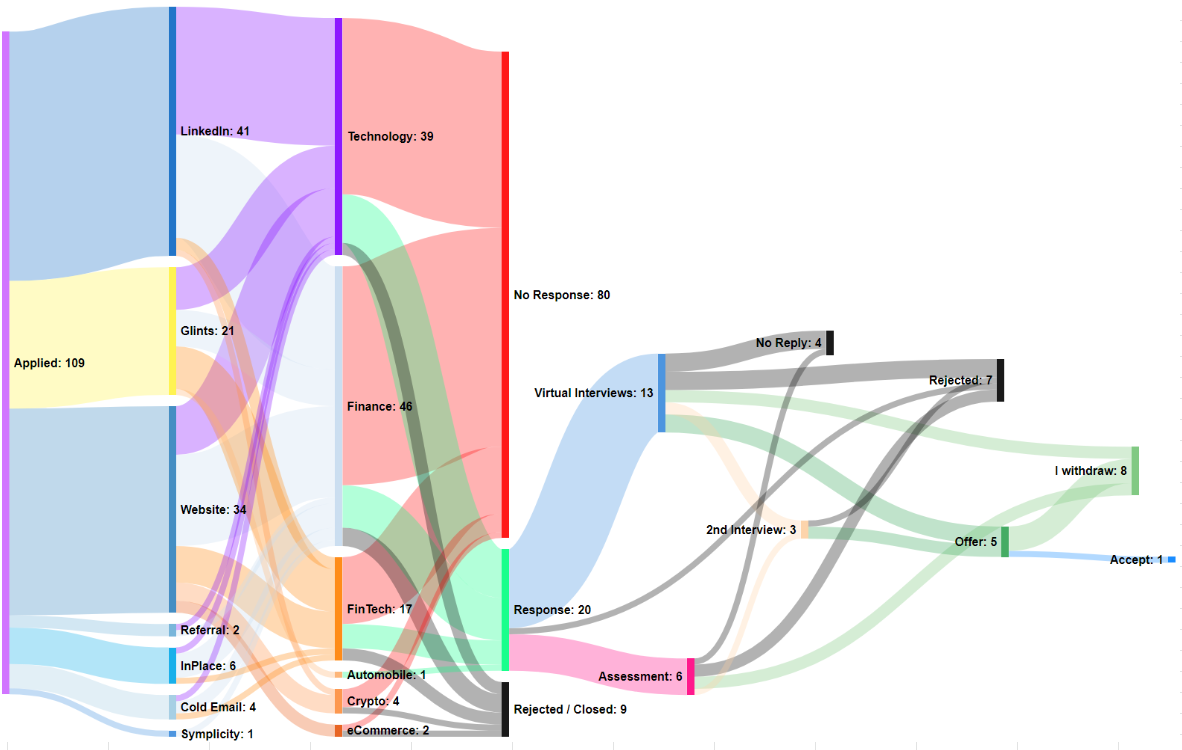 Applied: 109
LinkedIn: 41
Glints: 21
Website: 34
Referral: 2
InPlace: 6
Cold Email: 4
Symplicity: 1
Technology: 39
Finance: 46
FinTech: 17
Automobile: 1
Crypto: 4
eCommerce: 2
No Response: 80
Response: 20
Rejected / Closed: 9
Virtual Interviews: 13
Assessment: 6
No Reply: 4
2nd Interview: 3
Rejected: 7
Offer: 5
I withdraw: 8
Accept: 1